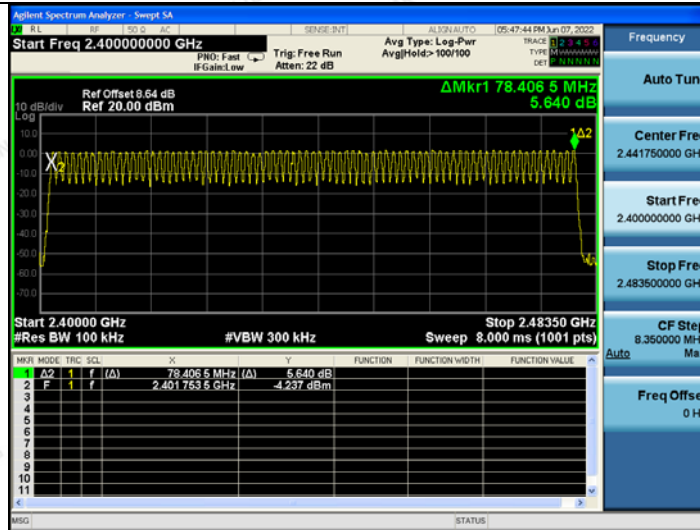 Agilent Spectrum Analyzer - Swept SA
RL RF 50 Ω AC SENSE:INT ALIGN AUTO 05:47:44 PM Jun 07, 2022
Start Freq 2.400000000 GHz
PNO: Fast
IFGain:Low
Trig: Free Run
Atten: 22 dB
Avg Type: Log-Pwr
Avg|Hold:>100/100
TRACE 1 2 3 4 5 6
TYPE
DET P N N N N N
Ref Offset 8.64 dB
Ref 20.00 dBm
10 dB/div
Log
ΔMkr1 78.406 5 MHz
5.640 dB
10.0
0.00
-10.0
-20.0
-30.0
-40.0
-50.0
-60.0
-70.0
2
1Δ2
Start 2.40000 GHz
Stop 2.48350 GHz
#Res BW 100 kHz #VBW 300 kHz Sweep 8.000 ms (1001 pts)
MKR MODE TRC SCL X Y FUNCTION FUNCTION WIDTH FUNCTION VALUE
1 Δ2 1 f (Δ) 78.406 5 MHz (Δ) 5.640 dB
2 F 1 f 2.401 753 5 GHz -4.237 dBm
3
4
5
6
7
8
9
10
11
MSG STATUS
Frequency
Auto Tun
Center Fre
2.441750000 GH
Start Fre
2.400000000 GH
Stop Fre
2.483500000 GH
CF Ste
8.350000 MH
Auto Ma
Freq Offse
0 H